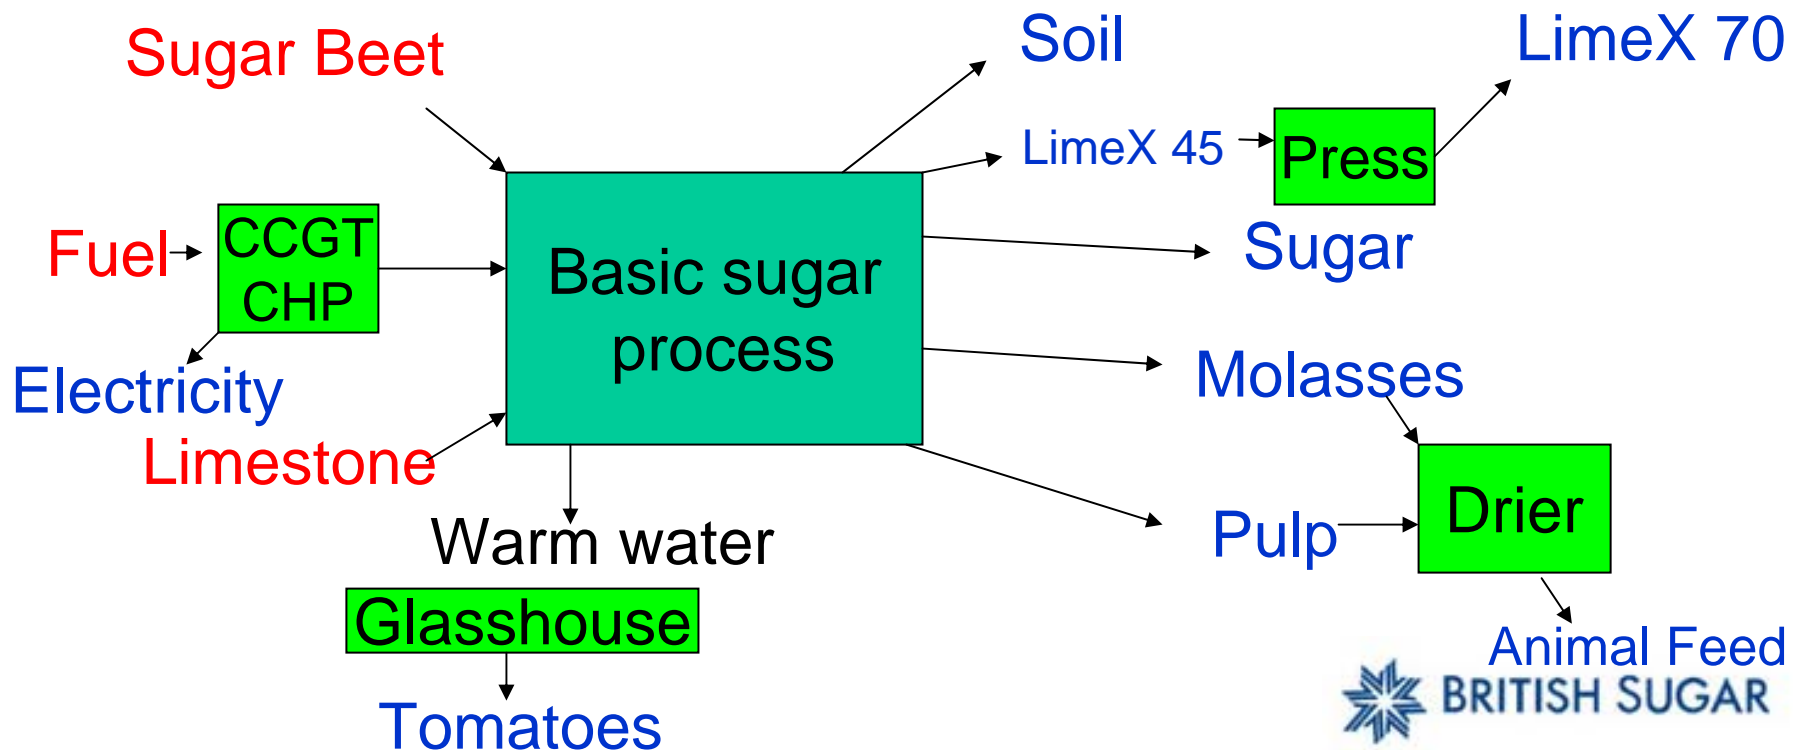 Sugar Beet
Soil
LimeX 70
LimeX 45
Press
Fuel
CCGT
CHP
Basic sugar
process
Sugar
Electricity
Molasses
Limestone
Drier
Warm water
Pulp
Glasshouse
Animal Feed
BRITISH SUGAR
Tomatoes